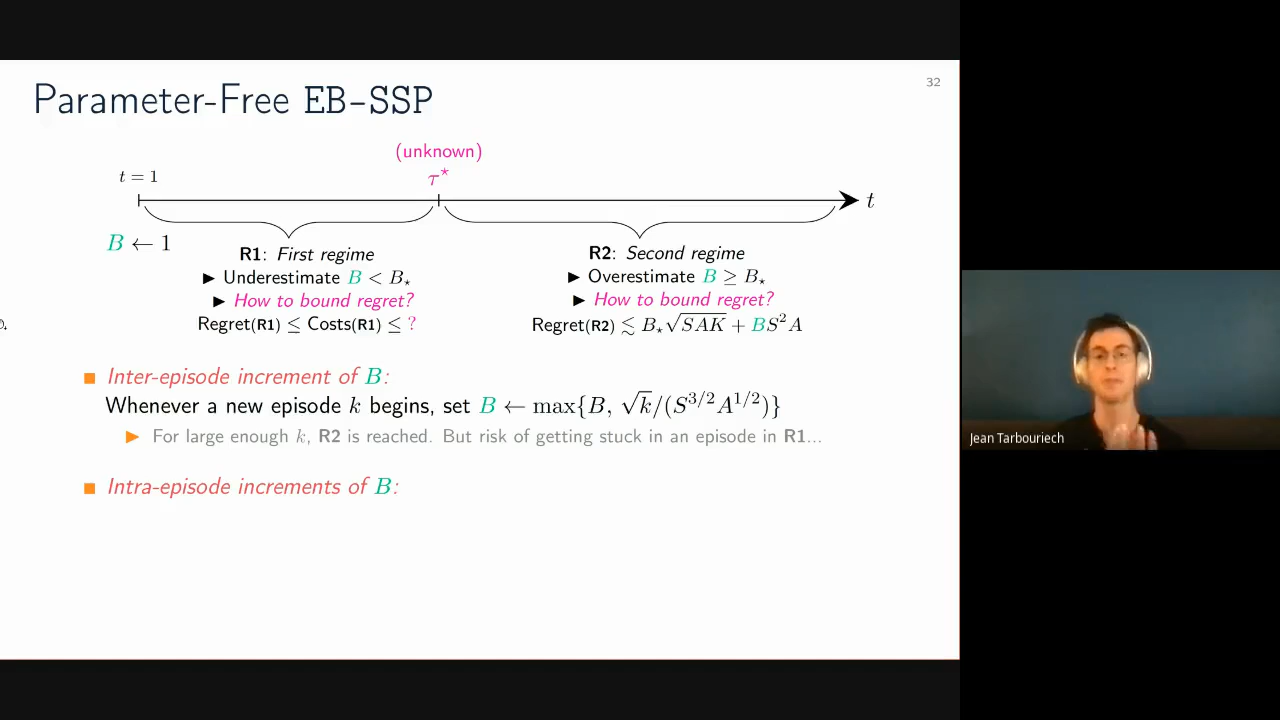 Parameter-Free EB-SSP
32
(unknown)
t = 1
τ*
t
B ← 1
R1: First regime
▶ Underestimate B < B⋆
▶ How to bound regret?
Regret(R1) ≤ Costs(R1) ≤ ?
R2: Second regime
▶ Overestimate B ≥ B⋆
▶ How to bound regret?
Regret(R2) ≲ B⋆√SAK + BS²A
■ Inter-episode increment of B:
Whenever a new episode k begins, set B ← max{B, √k/(S^{3/2}A^{1/2})}
▶ For large enough k, R2 is reached. But risk of getting stuck in an episode in R1...
■ Intra-episode increments of B:
Jean Tarbouriech